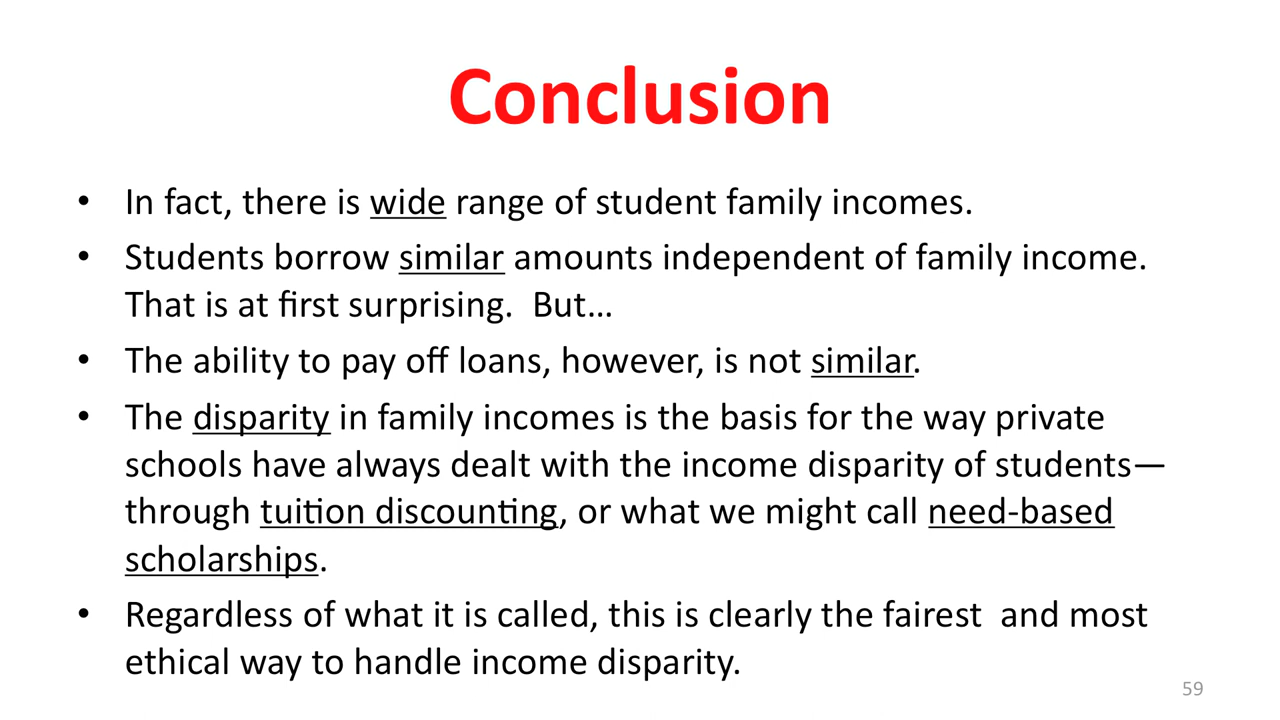 Conclusion
• In fact, there is wide range of student family incomes.
• Students borrow similar amounts independent of family income.
That is at first surprising.  But…
• The ability to pay off loans, however, is not similar.
• The disparity in family incomes is the basis for the way private
schools have always dealt with the income disparity of students—
through tuition discounting, or what we might call need-based
scholarships.
• Regardless of what it is called, this is clearly the fairest  and most
ethical way to handle income disparity.
59